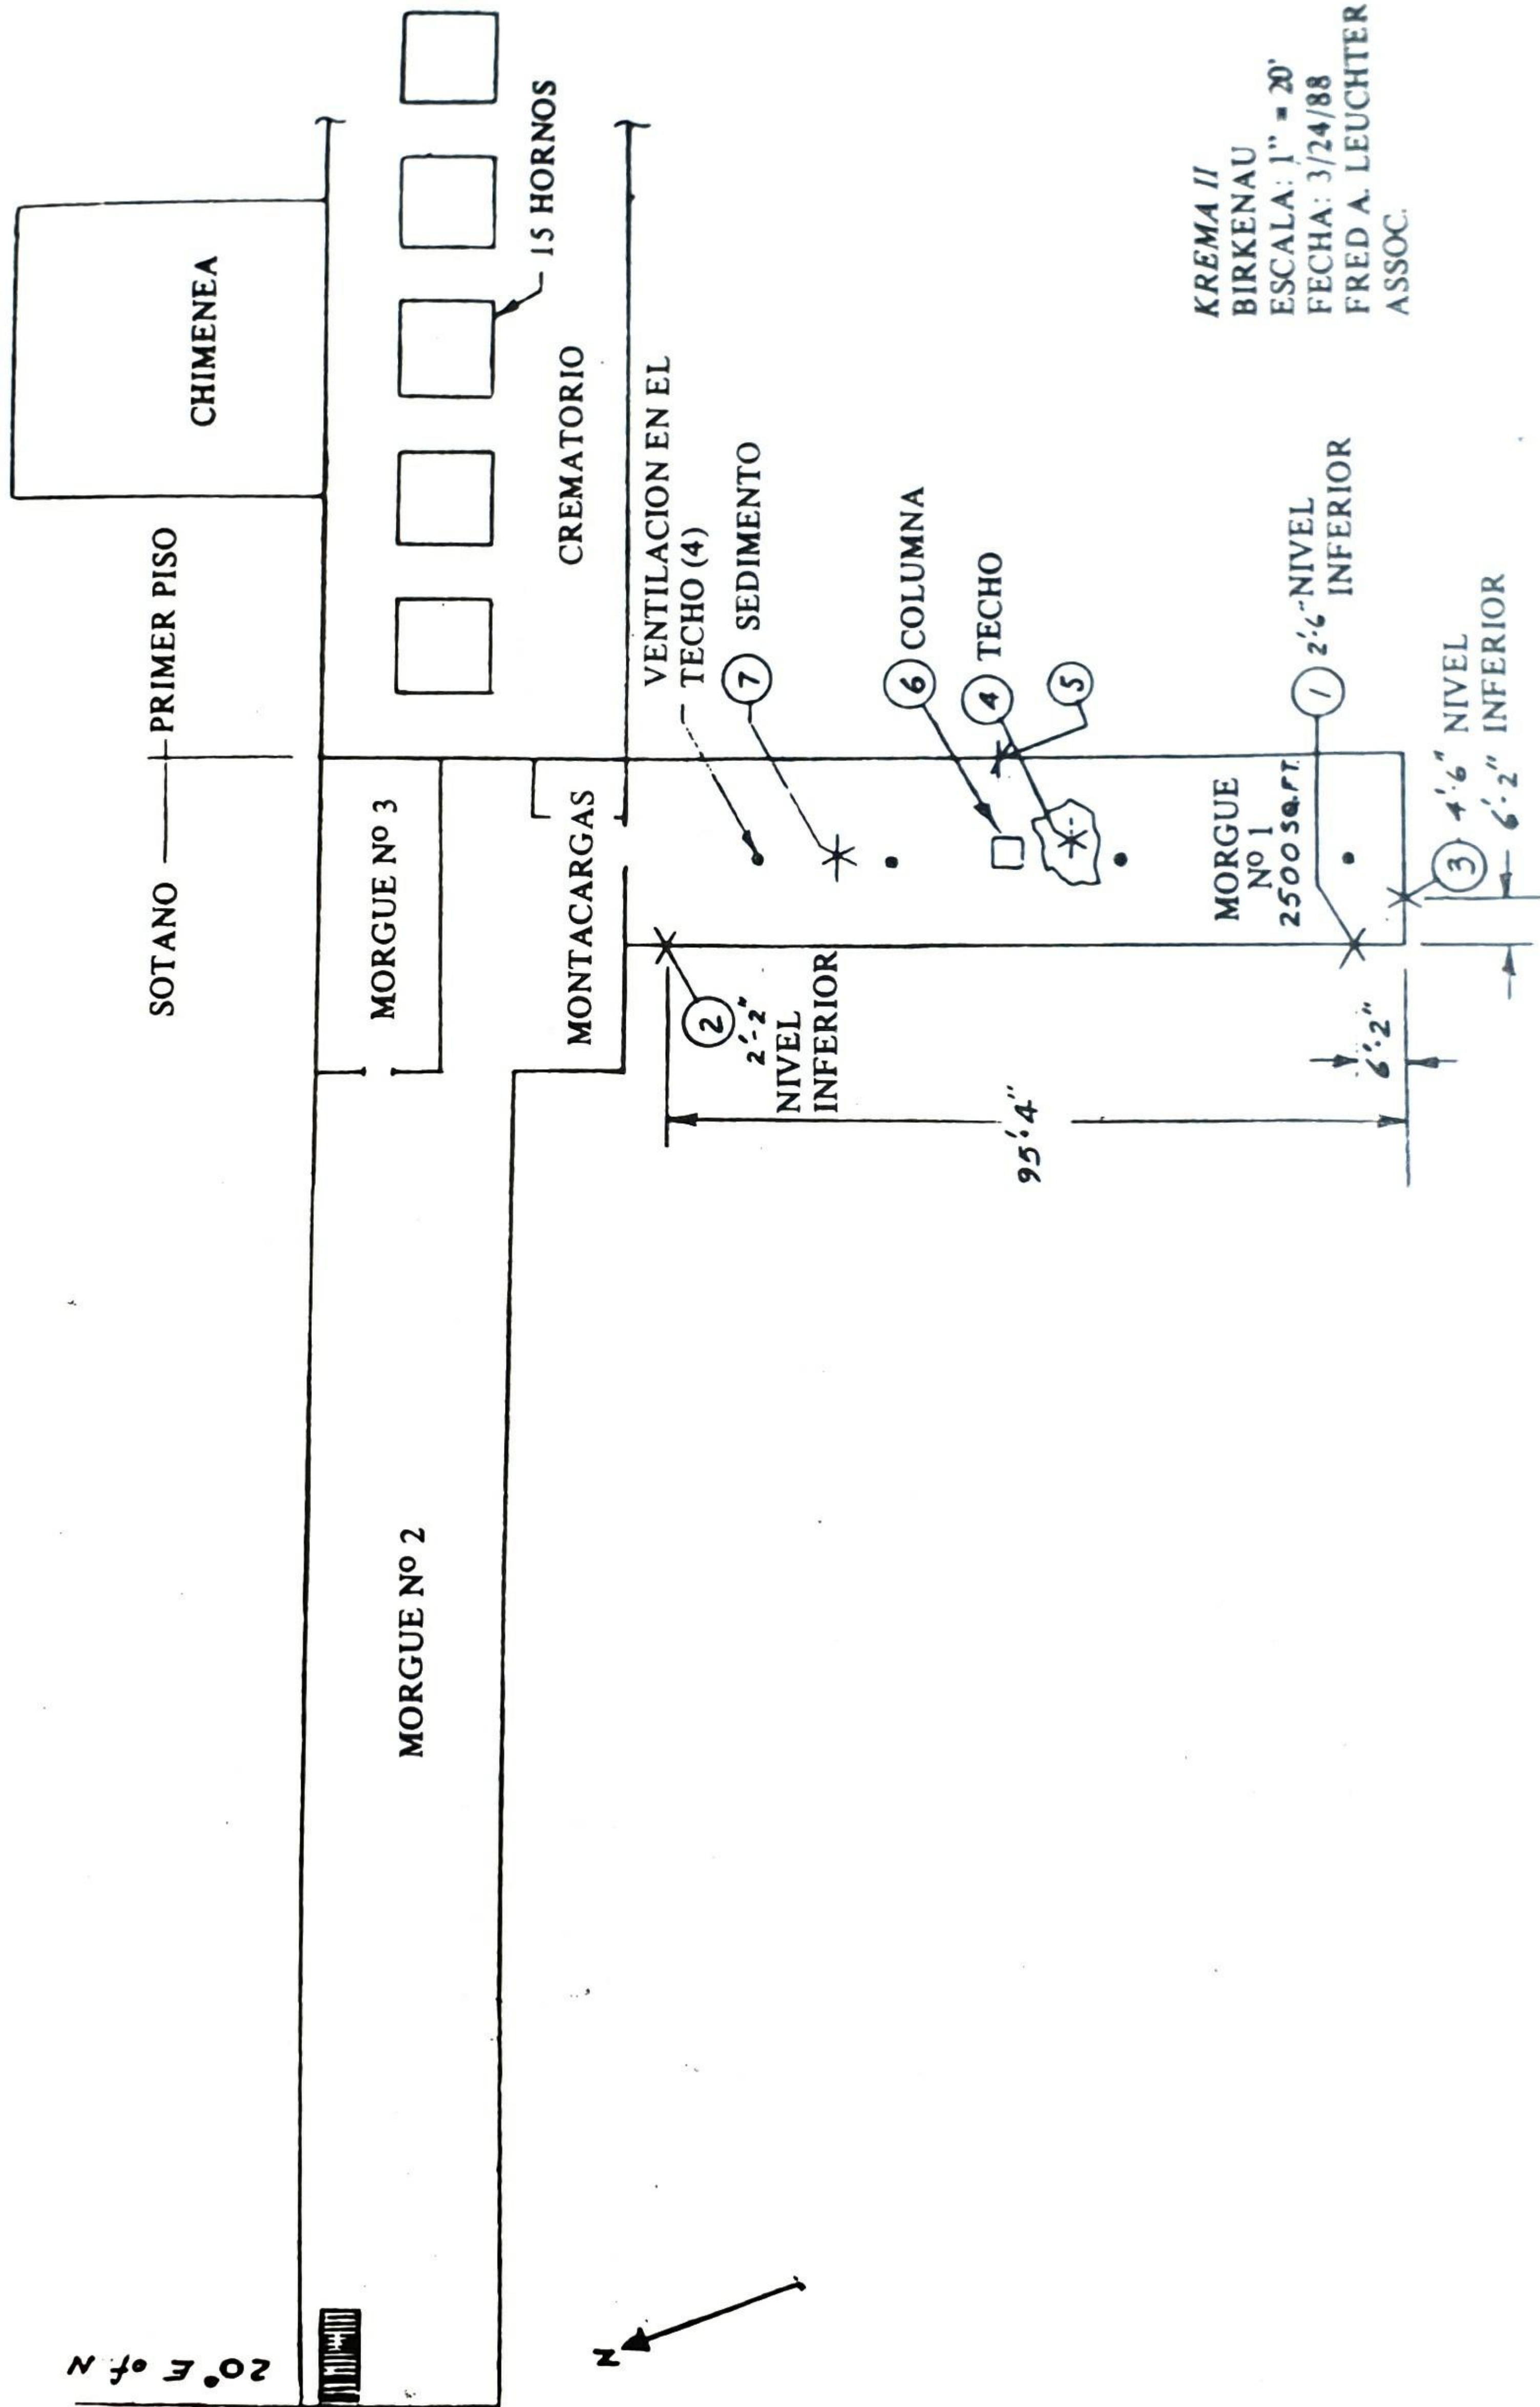 CHIMENEA
15 HORNOS
CREMATORIO
SOTANO
PRIMER PISO
MORGUE Nº 3
MONTACARGAS
MORGUE Nº 2
20° E of N
N
VENTILACION EN EL
TECHO (4)
7 SEDIMENTO
6 COLUMNA
4 TECHO
5
MORGUE
Nº 1
2500 SQ.FT.
1 2'-6" NIVEL
INFERIOR
2
2'-2"
NIVEL
INFERIOR
3 4'-6" NIVEL
6'-2" INFERIOR
6'-2"
95'-4"
KREMA II
BIRKENAU
ESCALA: 1" = 20'
FECHA: 3/24/88
FRED A. LEUCHTER
ASSOC.